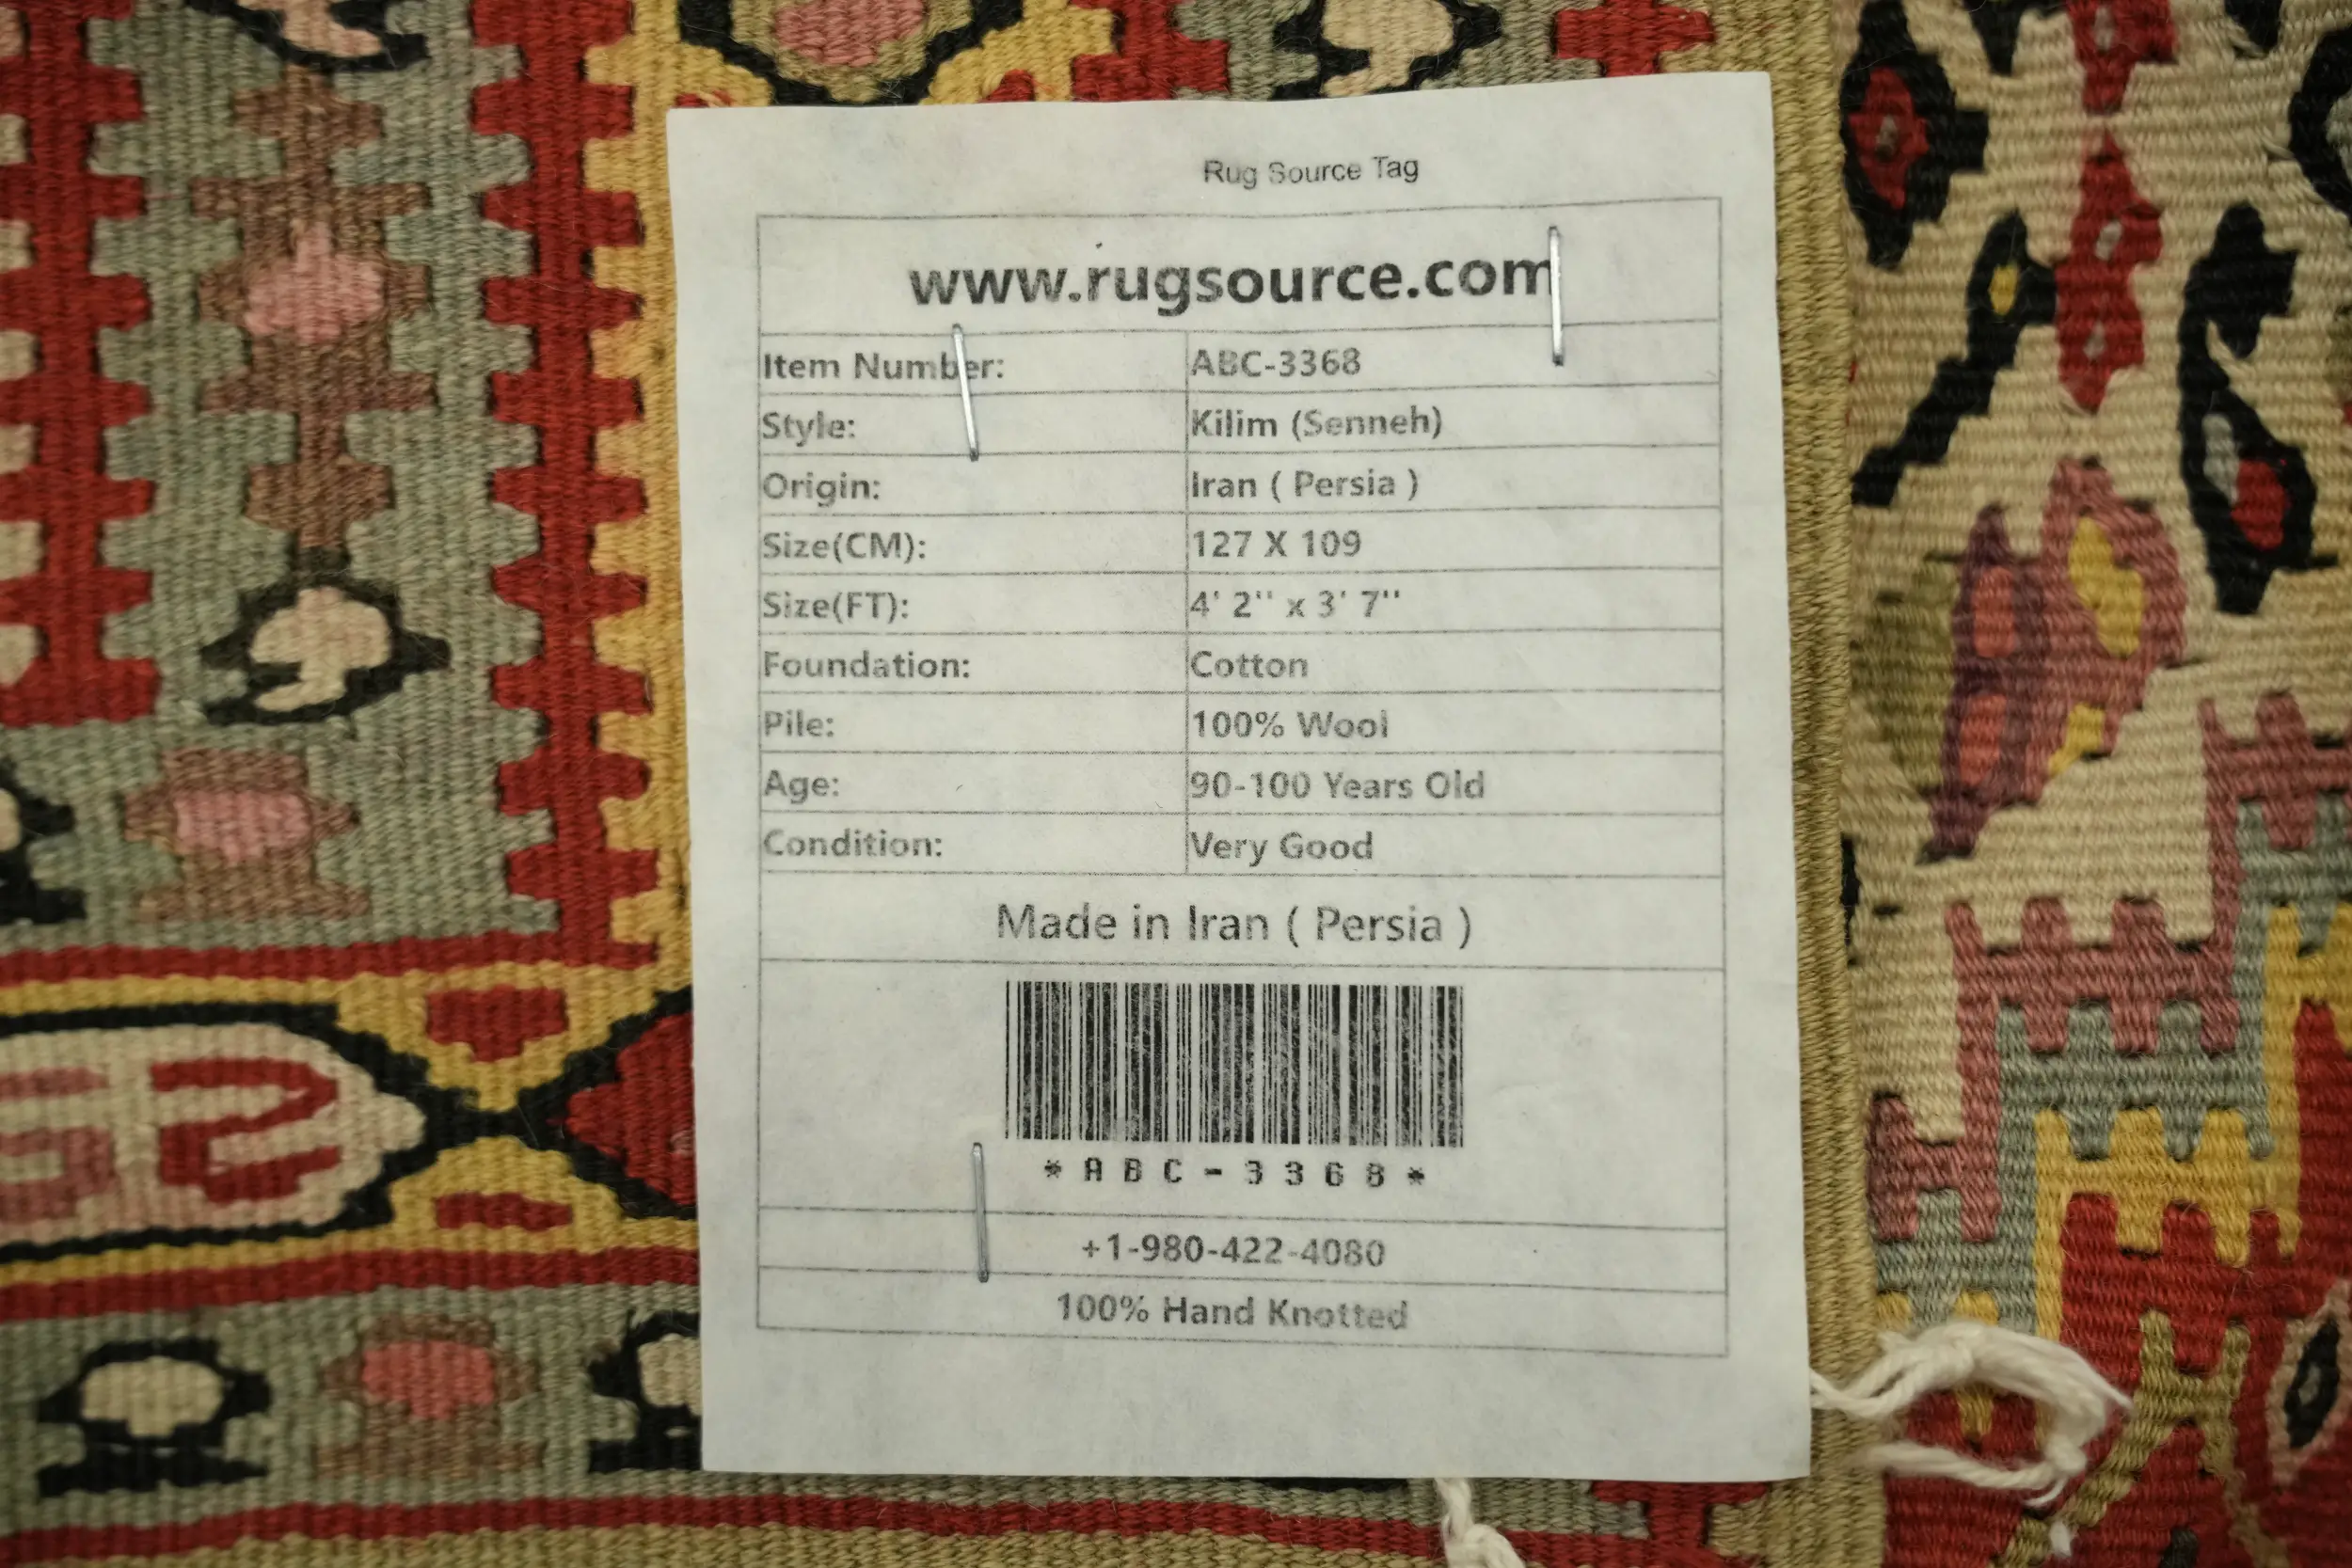 Rug Source Tag
www.rugsource.com
Item Number: ABC-3368
Style: Kilim (Senneh)
Origin: Iran ( Persia )
Size(CM): 127 X 109
Size(FT): 4' 2'' x 3' 7''
Foundation: Cotton
Pile: 100% Wool
Age: 90-100 Years Old
Condition: Very Good
Made in Iran ( Persia )
*ABC-3368*
+1-980-422-4080
100% Hand Knotted